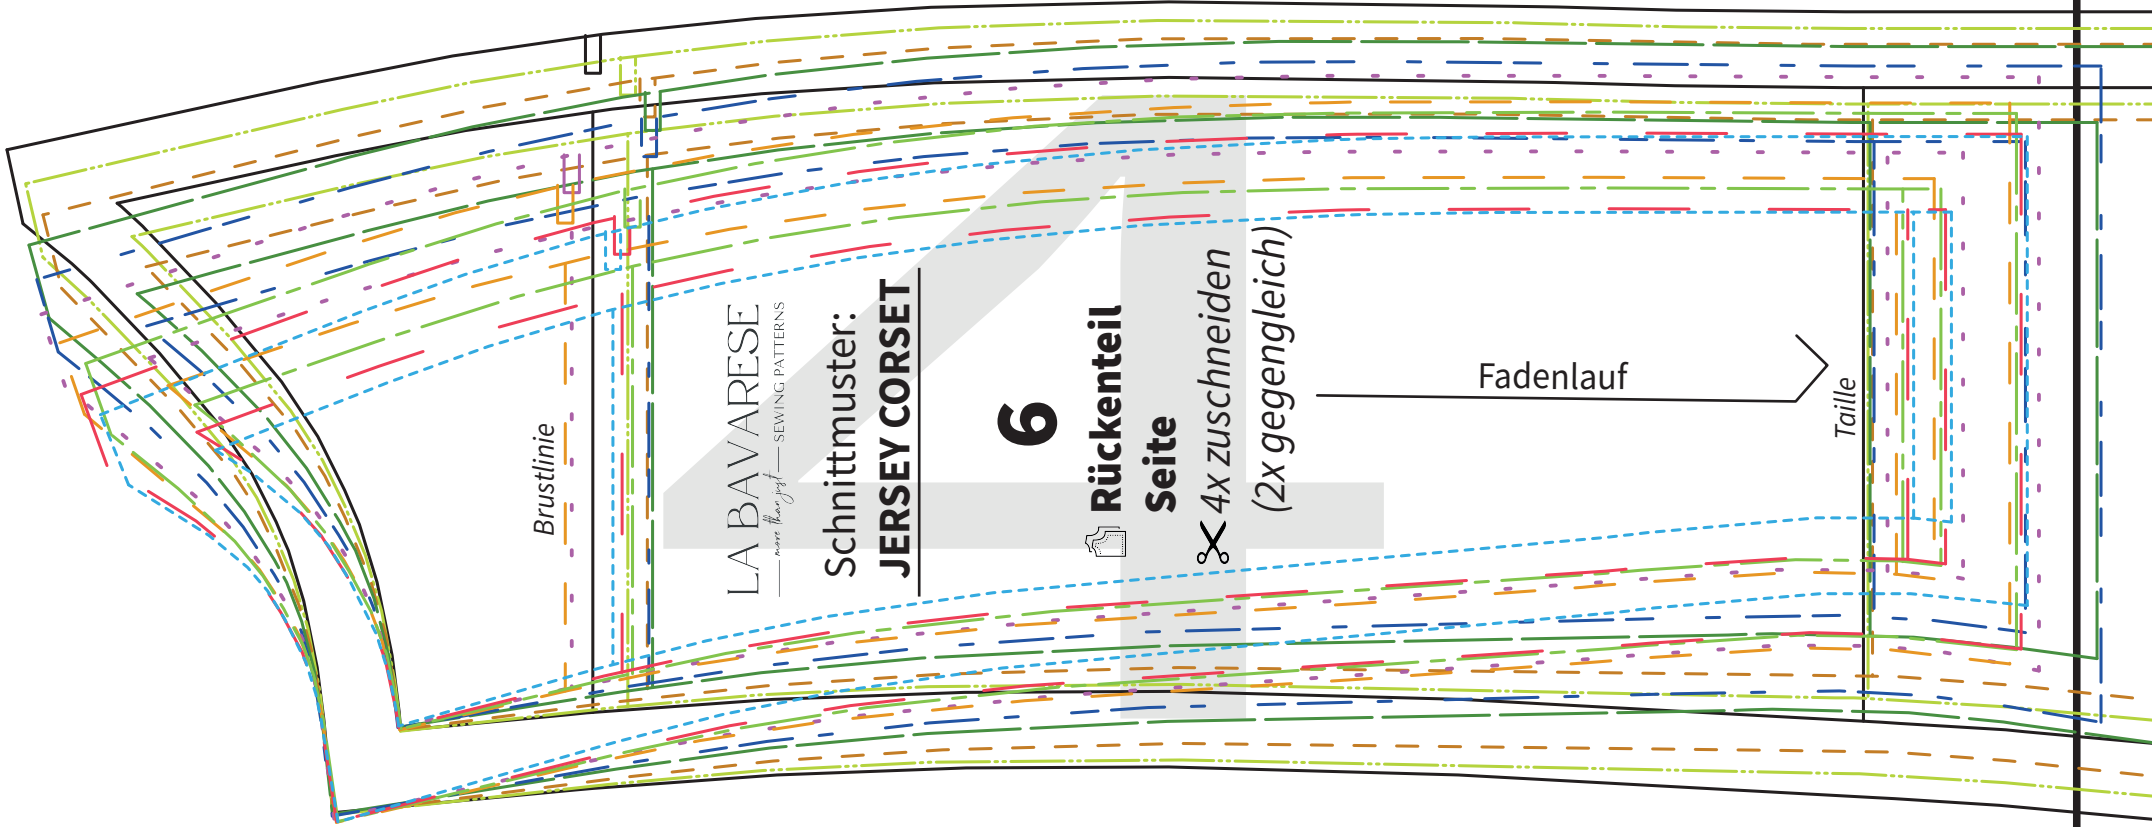 4
LA BAVARESE
more than just
SEWING PATTERNS
Schnittmuster:
JERSEY CORSET
6
Rückenteil
Seite
4x zuschneiden
(2x gegengleich)
Brustlinie
Fadenlauf
Taille